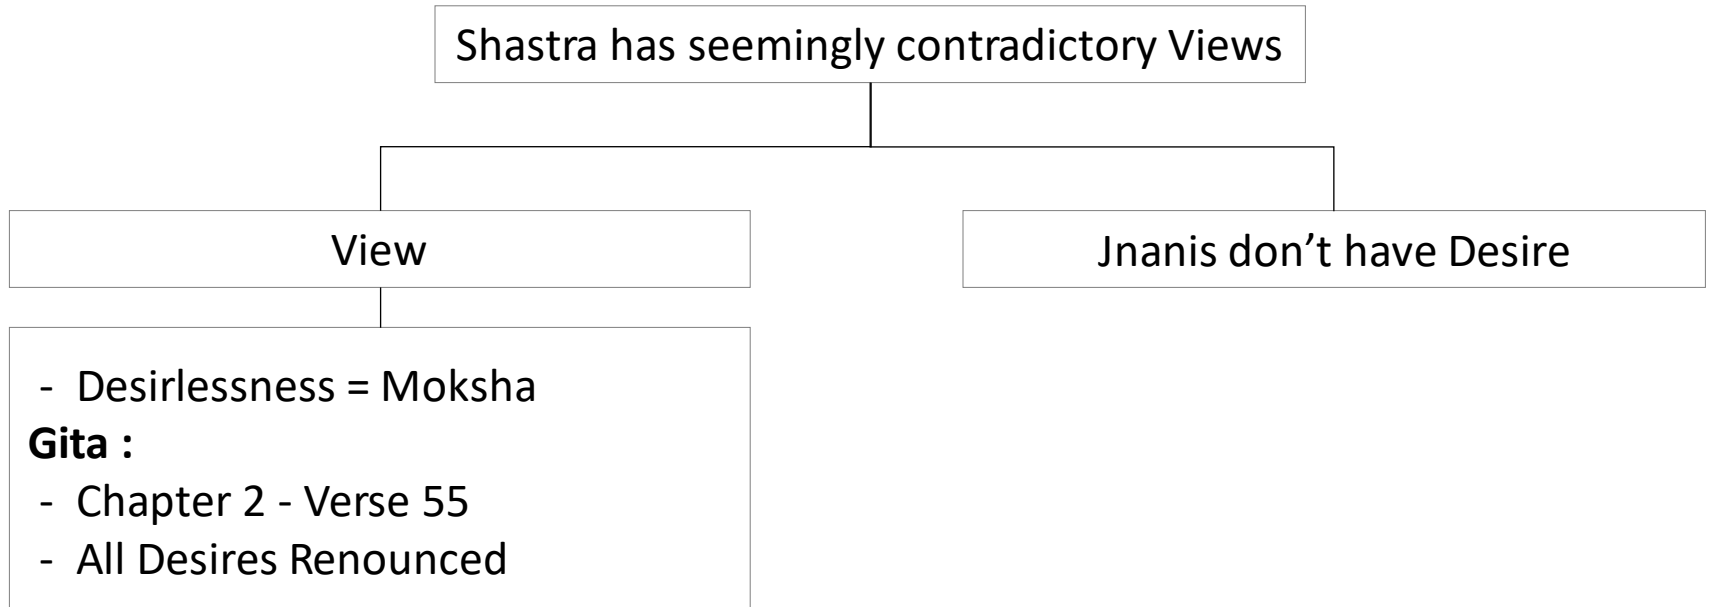 Shastra has seemingly contradictory Views
View
Jnanis don’t have Desire
- Desirlessness = Moksha
Gita :
- Chapter 2 - Verse 55
- All Desires Renounced